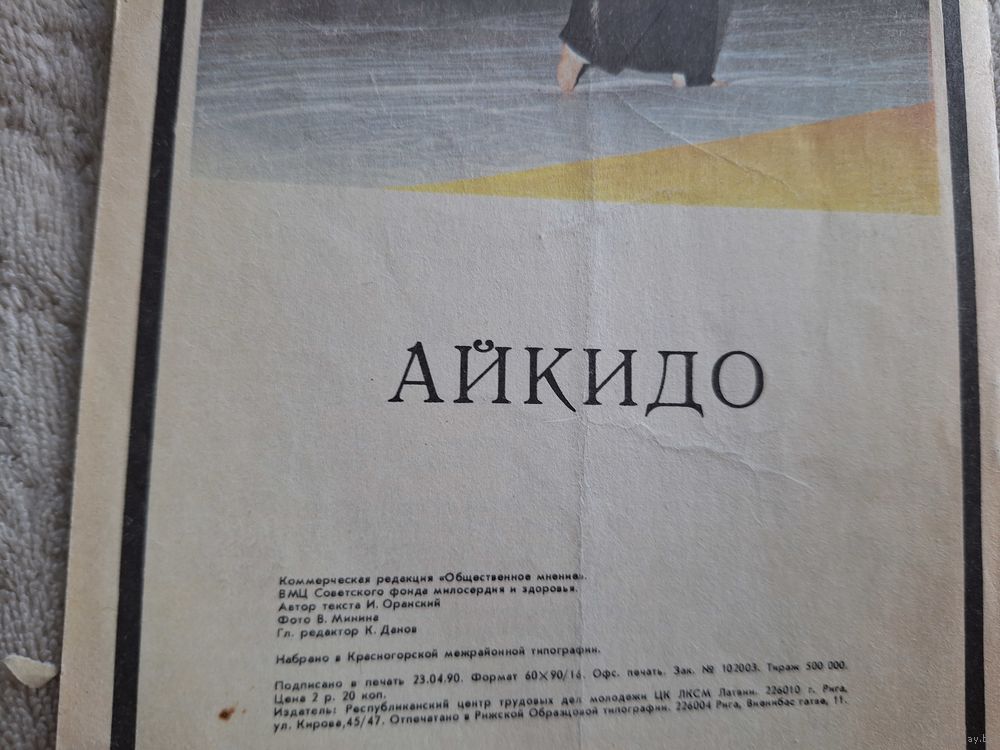 АЙКИДО
Коммерческая редакция «Общественное мнение».
ВМЦ Советского фонда милосердия и здоровья.
Автор текста И. Оранский
Фото В. Минина
Гл. редактор К. Данов
Набрано в Красногорской межрайонной типографии.
Подписано в печать 23.04.90. Формат 60×90/16. Офс. печать. Зак. № 102003. Тираж 500 000.
Цена 2 р. 20 коп.
Издатель: Республиканский центр трудовых дел молодежи ЦК ЛКСМ Латвии. 226010 г. Рига,
ул. Кирова,45/47. Отпечатано в Рижской Образцовой типографии. 226004 Рига, Виенибас гатве, 11.